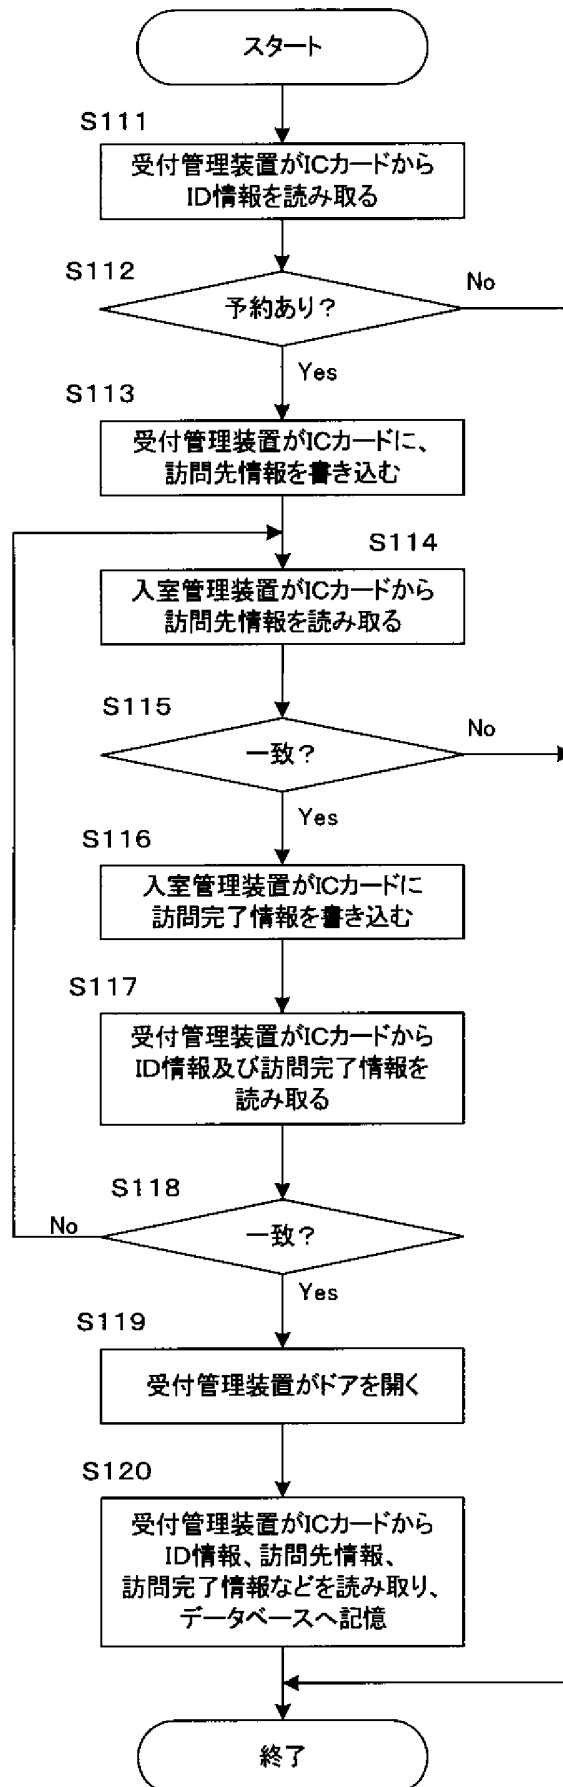 スタート
S111
受付管理装置がICカードから
ID情報を読み取る
S112
予約あり？
No
Yes
S113
受付管理装置がICカードに、
訪問先情報を書き込む
S114
入室管理装置がICカードから
訪問先情報を読み取る
S115
一致？
No
Yes
S116
入室管理装置がICカードに
訪問完了情報を書き込む
S117
受付管理装置がICカードから
ID情報及び訪問完了情報を
読み取る
S118
No
一致？
Yes
S119
受付管理装置がドアを開く
S120
受付管理装置がICカードから
ID情報、訪問先情報、
訪問完了情報などを読み取り、
データベースへ記憶
終了